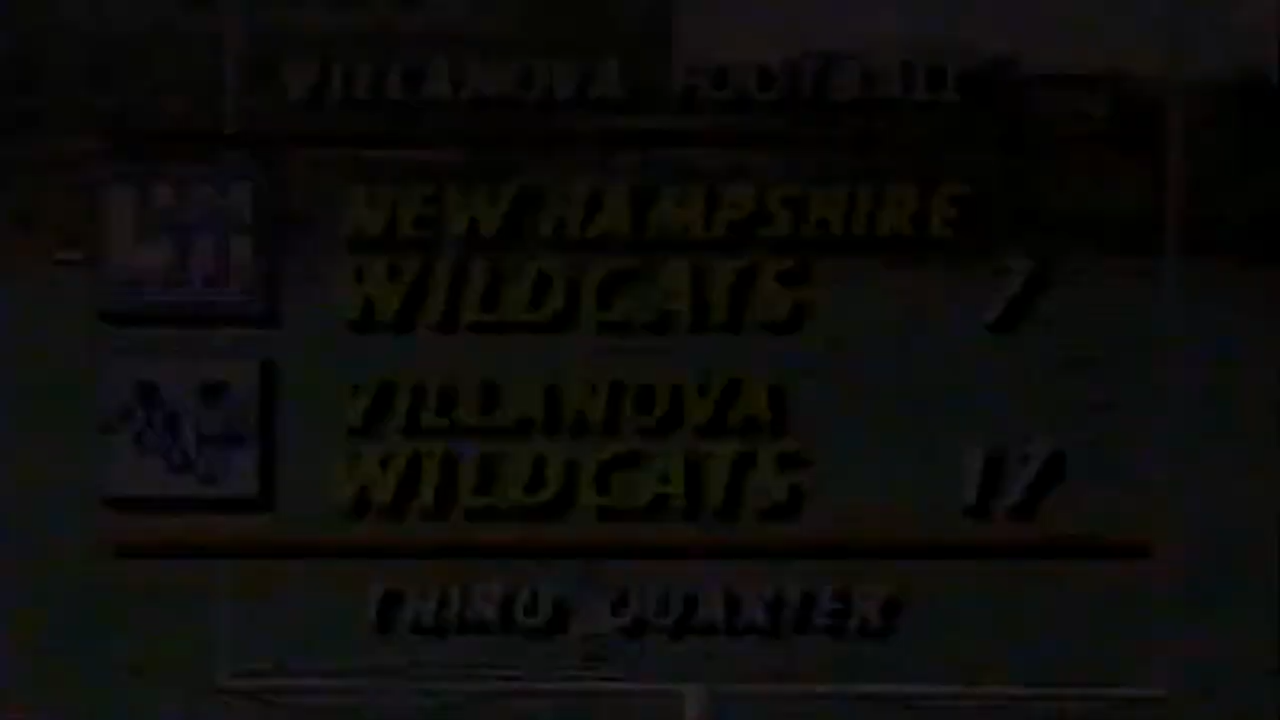 VILLANOVA FOOTBALL
NEW HAMPSHIRE
WILDCATS 7
VILLANOVA
WILDCATS 17
THIRD QUARTER